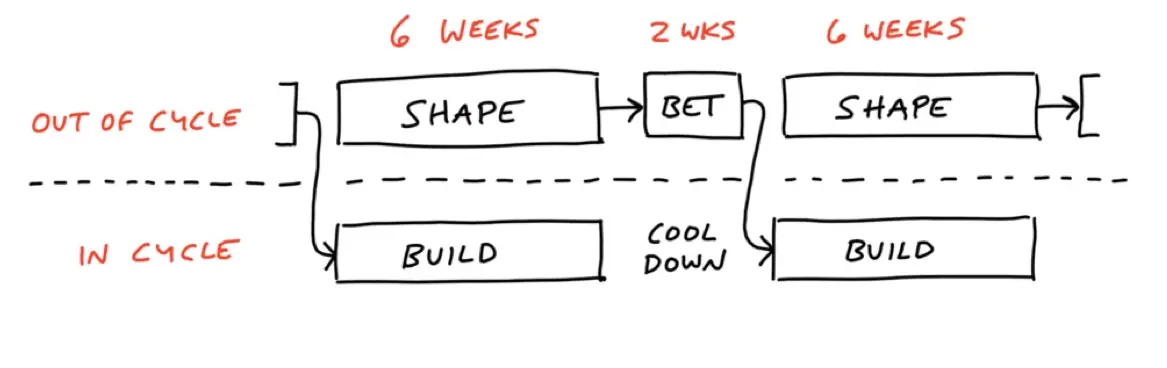 6 WEEKS 2 WKS 6 WEEKS
OUT OF CYCLE SHAPE BET SHAPE
IN CYCLE BUILD COOL DOWN BUILD